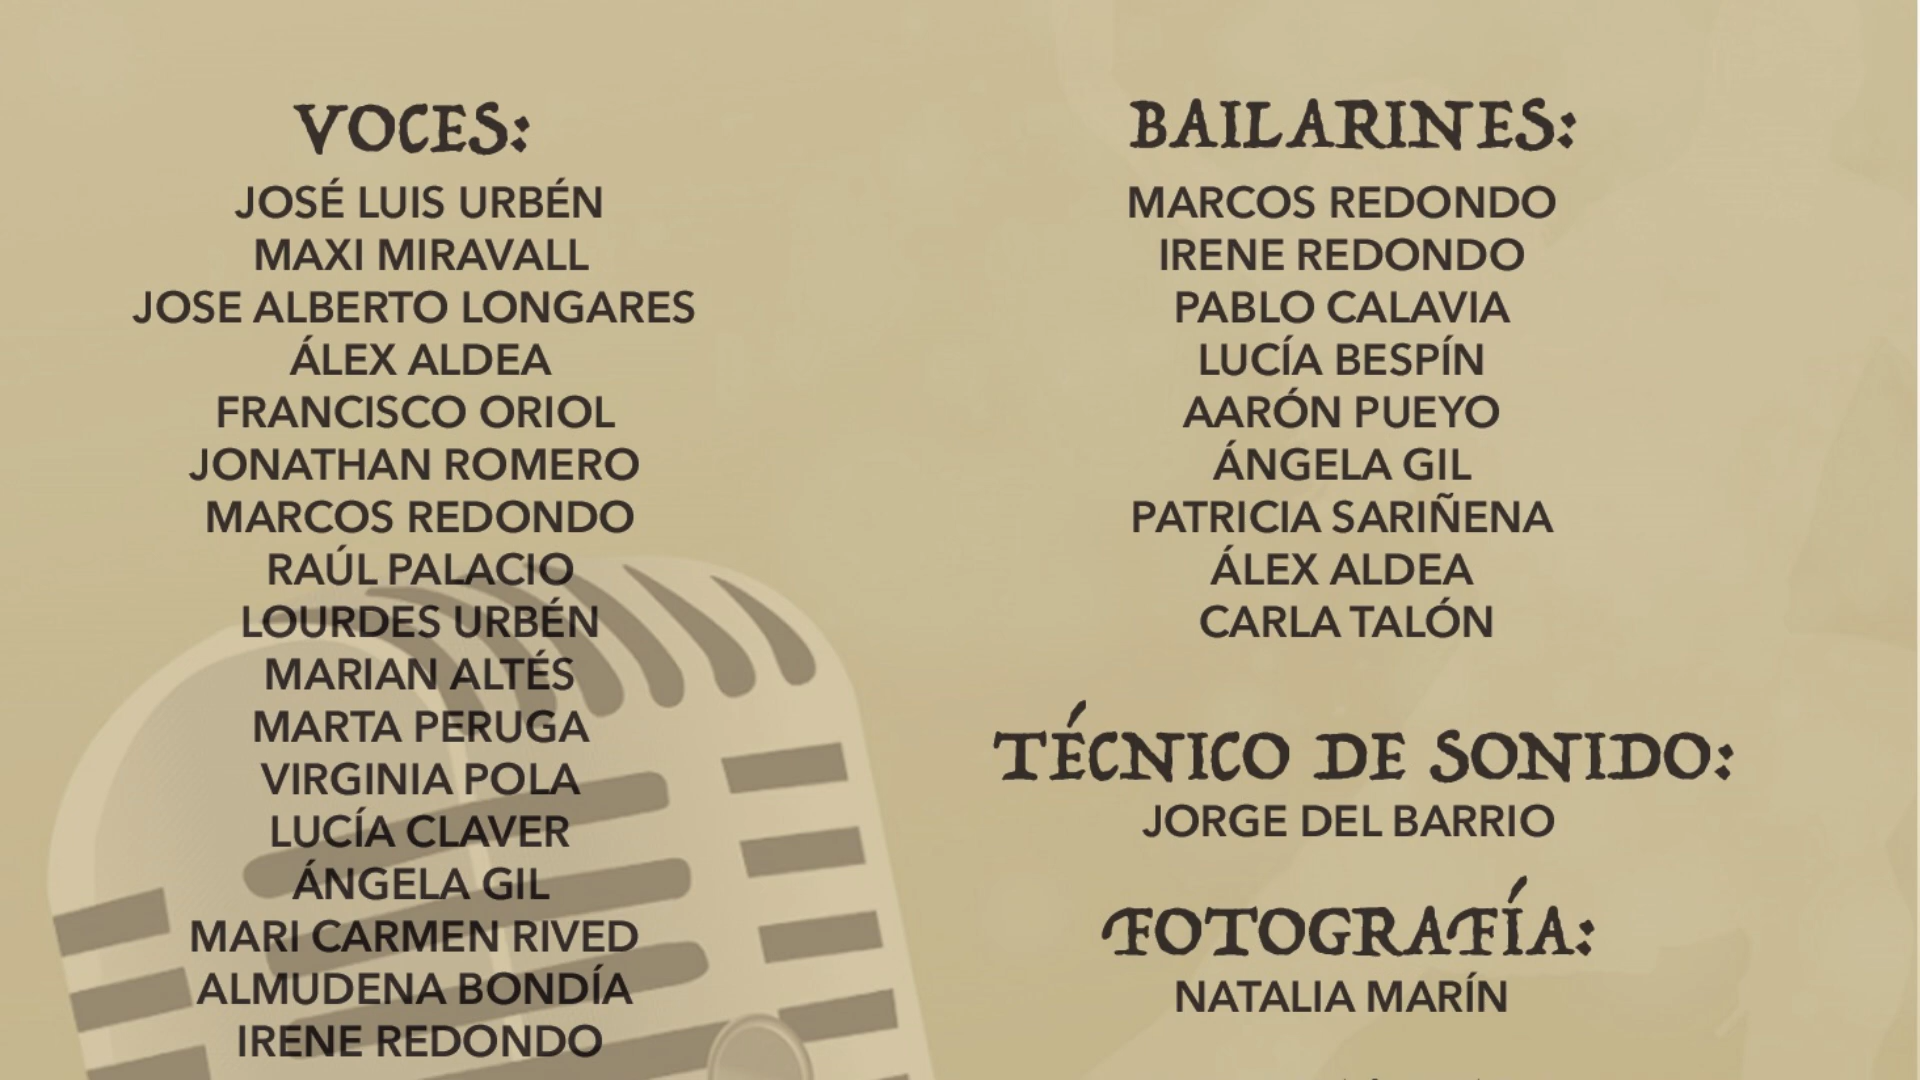 VOCES:
JOSÉ LUIS URBÉN
MAXI MIRAVALL
JOSE ALBERTO LONGARES
ÁLEX ALDEA
FRANCISCO ORIOL
JONATHAN ROMERO
MARCOS REDONDO
RAÚL PALACIO
LOURDES URBÉN
MARIAN ALTÉS
MARTA PERUGA
VIRGINIA POLA
LUCÍA CLAVER
ÁNGELA GIL
MARI CARMEN RIVED
ALMUDENA BONDÍA
IRENE REDONDO
BAILARINES:
MARCOS REDONDO
IRENE REDONDO
PABLO CALAVIA
LUCÍA BESPÍN
AARÓN PUEYO
ÁNGELA GIL
PATRICIA SARIÑENA
ÁLEX ALDEA
CARLA TALÓN
TÉCNICO DE SONIDO:
JORGE DEL BARRIO
FOTOGRAFÍA:
NATALIA MARÍN